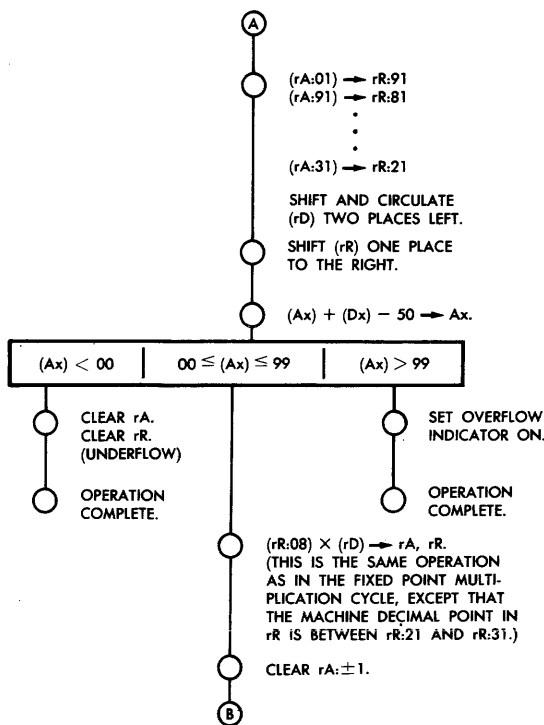 A
(rA:01) → rR:91
(rA:91) → rR:81
.
.
.
(rA:31) → rR:21
SHIFT AND CIRCULATE
(rD) TWO PLACES LEFT.
SHIFT (rR) ONE PLACE
TO THE RIGHT.
(Ax) + (Dx) − 50 → Ax.
(Ax) < 00
00 ≤ (Ax) ≤ 99
(Ax) > 99
CLEAR rA.
CLEAR rR.
(UNDERFLOW)
OPERATION
COMPLETE.
SET OVERFLOW
INDICATOR ON.
OPERATION
COMPLETE.
(rR:08) × (rD) → rA, rR.
(THIS IS THE SAME OPERATION
AS IN THE FIXED POINT MULTI-
PLICATION CYCLE, EXCEPT THAT
THE MACHINE DECIMAL POINT IN
rR IS BETWEEN rR:21 AND rR:31.)
CLEAR rA:±1.
B